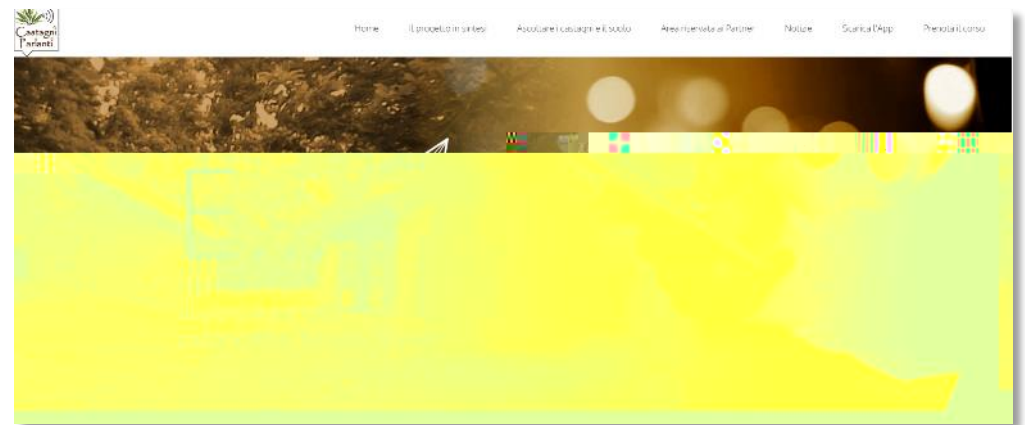 Castagni
Parlanti
Home Il progetto in sintesi Ascoltare i castagni e il suolo Area riservata ai Partner Notizie Scarica l'App Prenota il corso